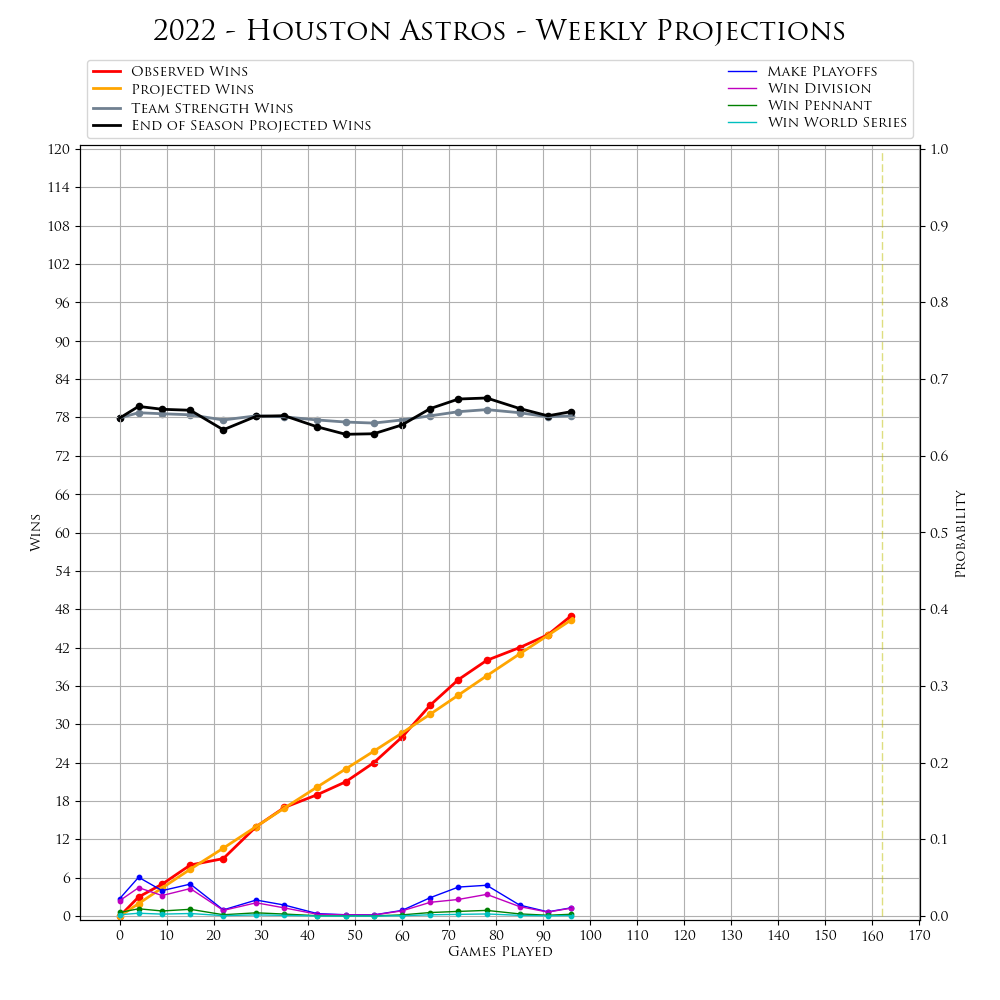 2022 - Houston Astros - Weekly Projections
Observed Wins
Projected Wins
Team Strength Wins
End of Season Projected Wins
Make Playoffs
Win Division
Win Pennant
Win World Series
120
114
108
102
96
90
84
78
72
66
60
54
48
42
36
30
24
18
12
6
0
Wins
1.0
0.9
0.8
0.7
0.6
0.5
0.4
0.3
0.2
0.1
0.0
Probability
0 10 20 30 40 50 60 70 80 90 100 110 120 130 140 150 160 170
Games Played